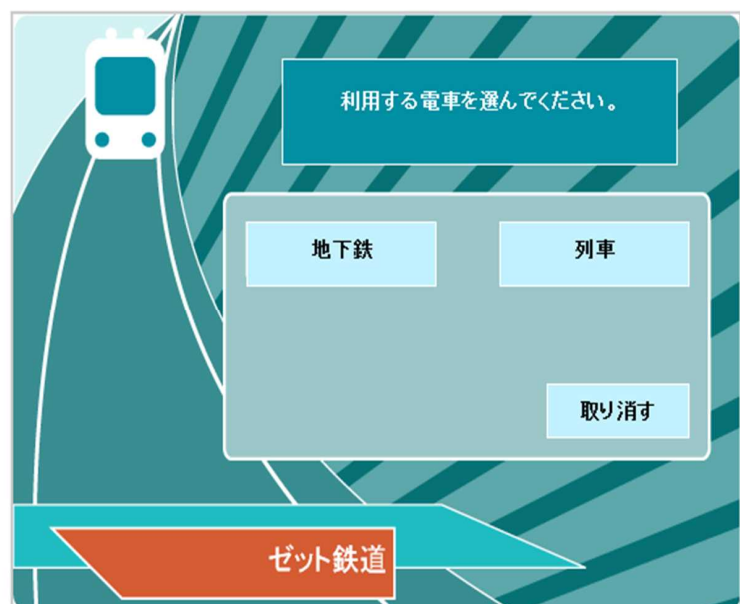 利用する電車を選んでください。
地下鉄
列車
取り消す
ゼット鉄道